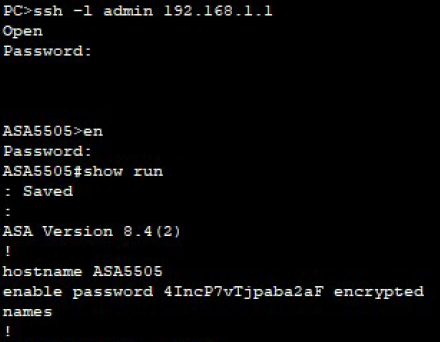 PC>ssh -l admin 192.168.1.1
Open
Password:
ASA5505>en
Password:
ASA5505#show run
: Saved
:
ASA Version 8.4(2)
!
hostname ASA5505
enable password 4IncP7vTjpaba2aF encrypted
names
!